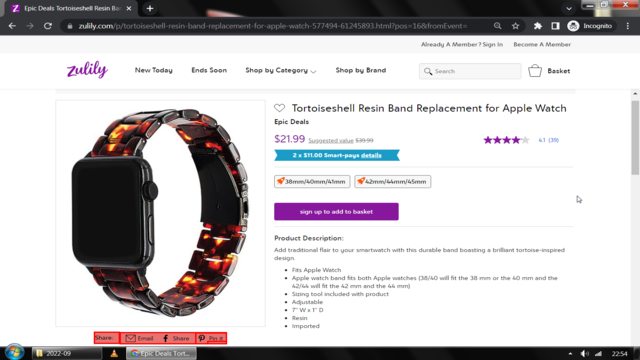 Epic Deals Tortoiseshell Resin Ban
zulily.com/p/tortoiseshell-resin-band-replacement-for-apple-watch-577494-61245893.html?pos=16&fromEvent=
Incognito
Already A Member? Sign In Become A Member
zulily
New Today Ends Soon Shop by Category Shop by Brand Search Basket
Tortoiseshell Resin Band Replacement for Apple Watch
Epic Deals
$21.99 Suggested value $39.99 4.1 (39)
2 x $11.00 Smart-pays details
38mm/40mm/41mm 42mm/44mm/45mm
sign up to add to basket
Product Description:
Add traditional flair to your smartwatch with this durable band boasting a brilliant tortoise-inspired
design.
• Fits Apple Watch
• Apple watch band fits both Apple watches (38/40 will fit the 38 mm or the 40 mm and the
42/44 will fit the 42 mm and the 44 mm)
• Sizing tool included with product
• Adjustable
• 7" W x 1" D
• Resin
• Imported
Share: Email Share Pin it
2022-09 Epic Deals Tort... 22:54